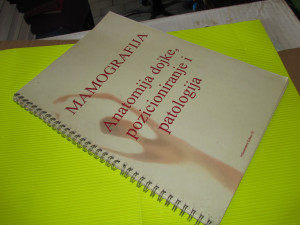 MAMOGRAFIJA
Anatomija dojke,
pozicioniranje i
patologija